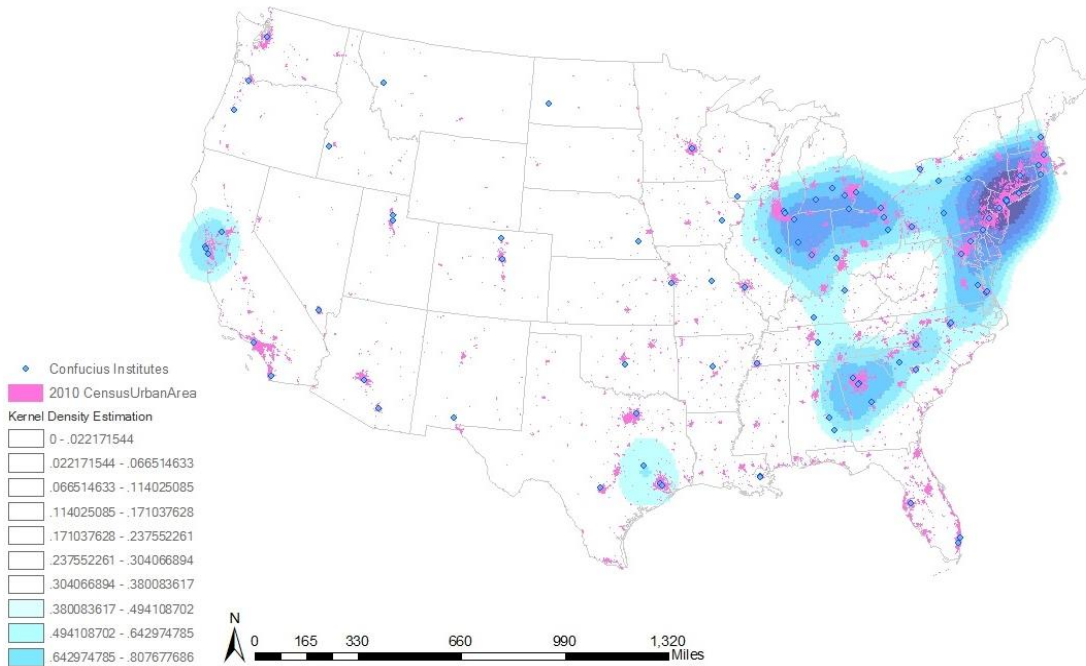 Confucius Institutes
2010 CensusUrbanArea
Kernel Density Estimation
0 - .022171544
.022171544 - .066514633
.066514633 - .114025085
.114025085 - .171037628
.171037628 - .237552261
.237552261 - .304066894
.304066894 - .380083617
.380083617 - .494108702
.494108702 - .642974785
.642974785 - .807677686
N
0 165 330 660 990 1,320
Miles